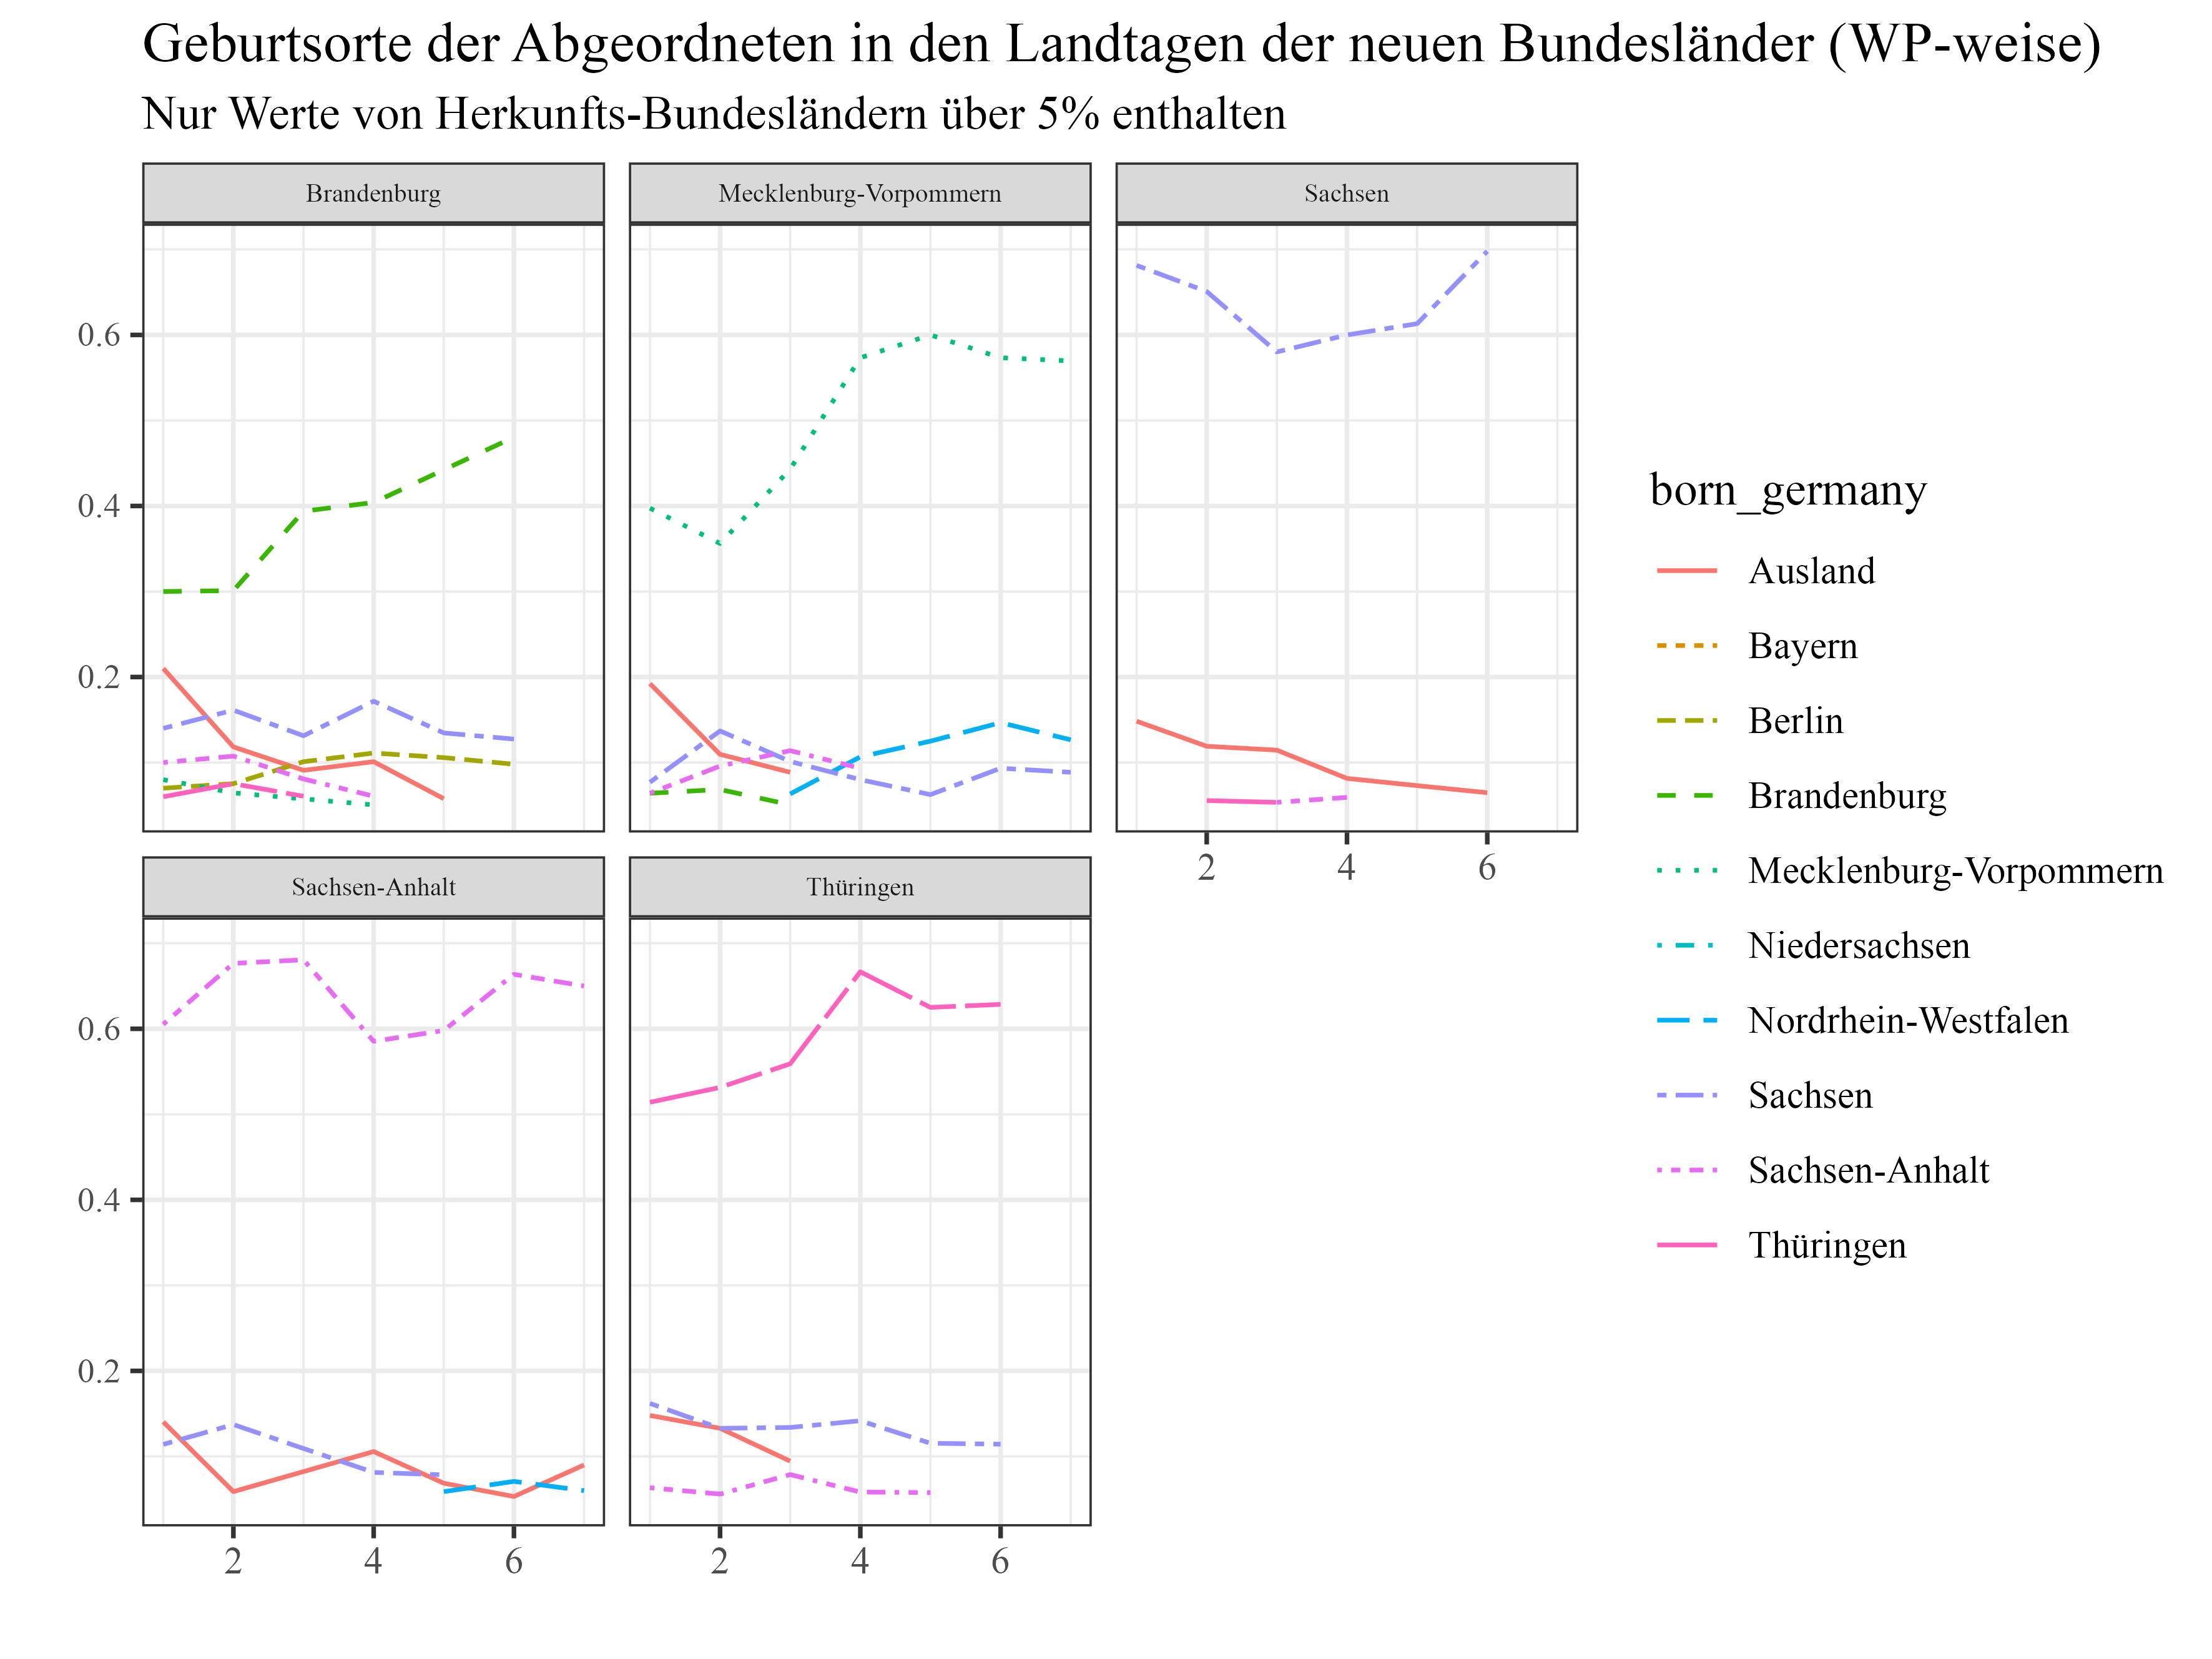 Geburtsorte der Abgeordneten in den Landtagen der neuen Bundesländer (WP-weise)
Nur Werte von Herkunfts-Bundesländern über 5% enthalten
Brandenburg
Mecklenburg-Vorpommern
Sachsen
0.6
0.4
0.2
2
4
6
Sachsen-Anhalt
Thüringen
0.6
0.4
0.2
2
4
6
2
4
6
born_germany
Ausland
Bayern
Berlin
Brandenburg
Mecklenburg-Vorpommern
Niedersachsen
Nordrhein-Westfalen
Sachsen
Sachsen-Anhalt
Thüringen